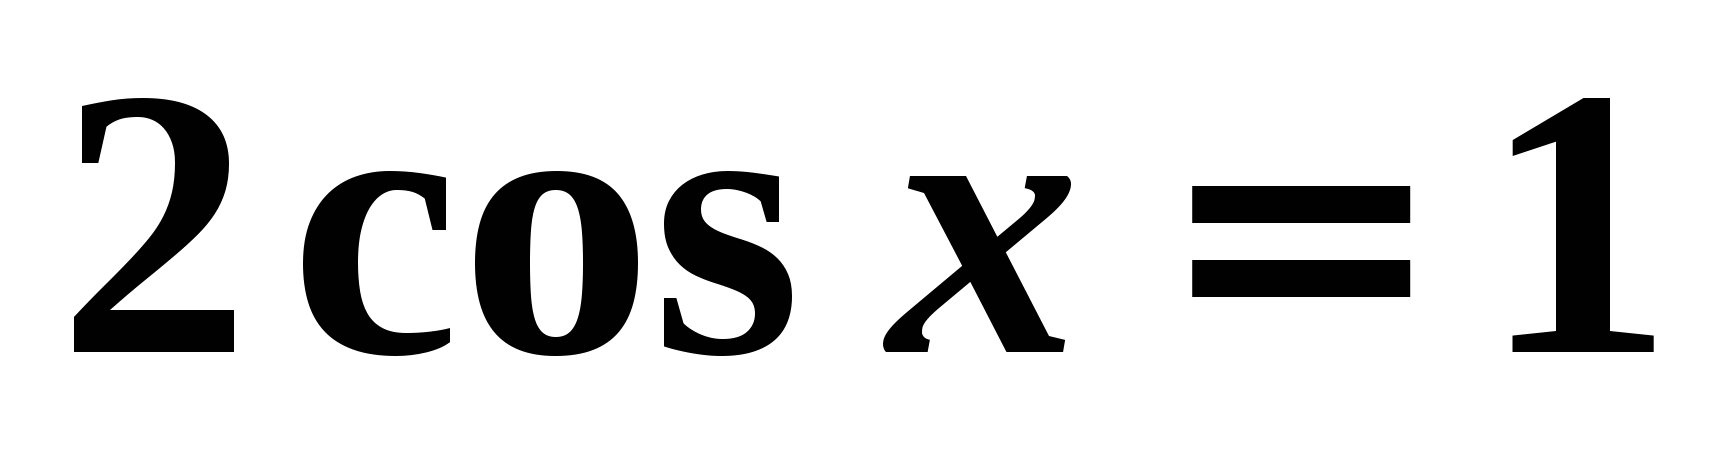 2 cos x = 1